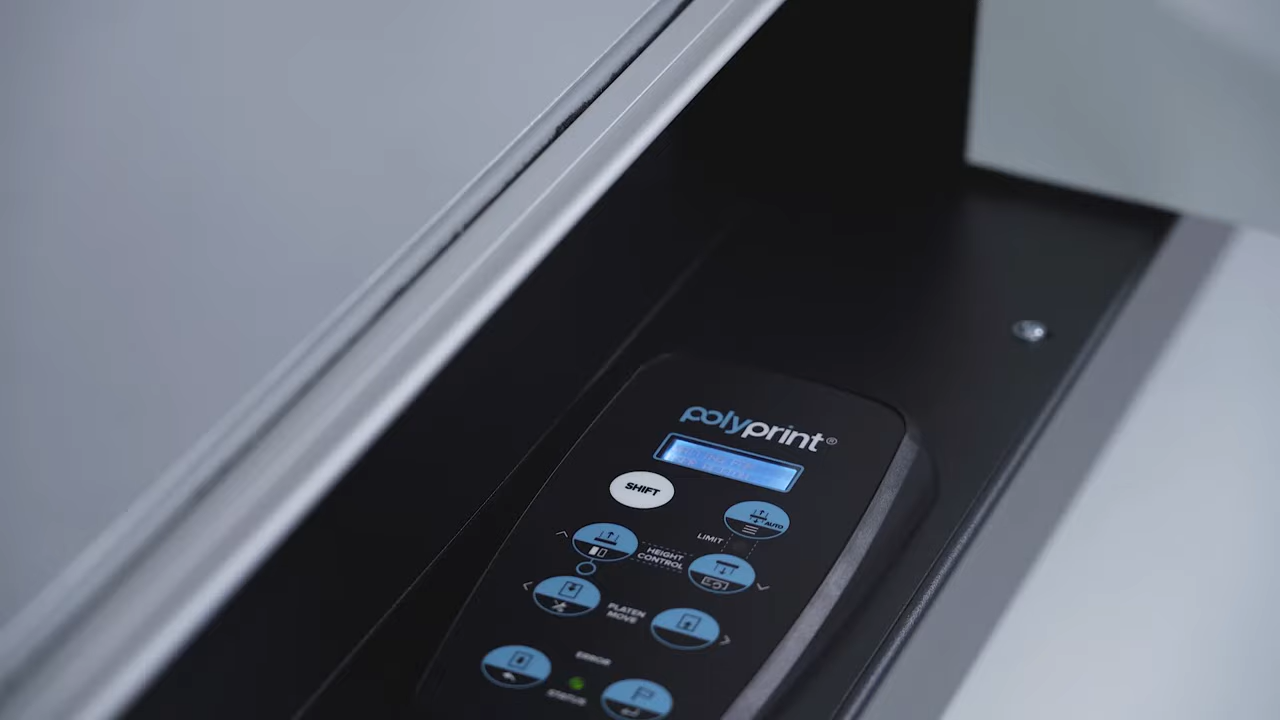 polyprint®
SHIFT
AUTO
LIMIT
HEIGHT
CONTROL
PLATEN
MOVE
ERROR
STATUS